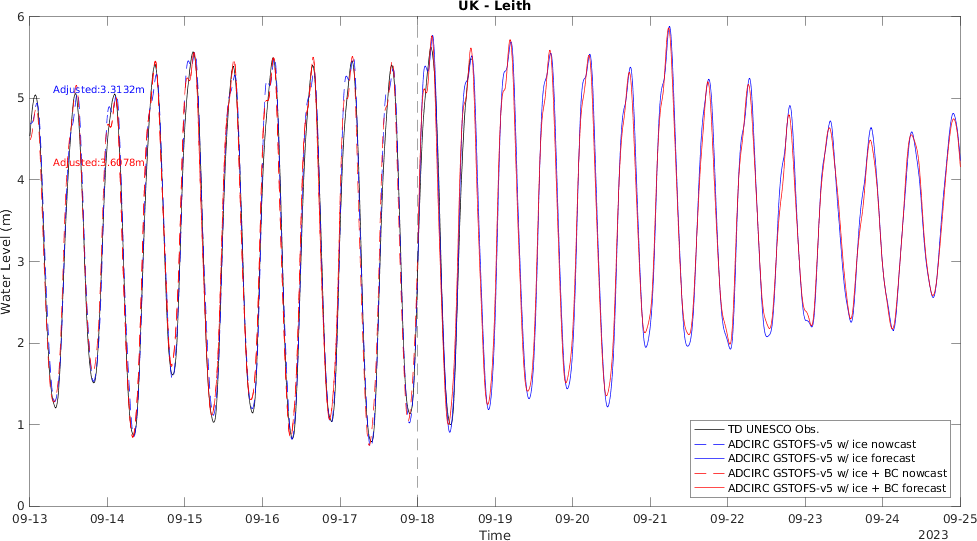 UK - Leith
6
5
4
3
2
1
0
Water Level (m)
Adjusted:3.3132m
Adjusted:3.6078m
TD UNESCO Obs.
ADCIRC GSTOFS-v5 w/ ice nowcast
ADCIRC GSTOFS-v5 w/ ice forecast
ADCIRC GSTOFS-v5 w/ ice + BC nowcast
ADCIRC GSTOFS-v5 w/ ice + BC forecast
09-13 09-14 09-15 09-16 09-17 09-18 09-19 09-20 09-21 09-22 09-23 09-24 09-25
Time
2023